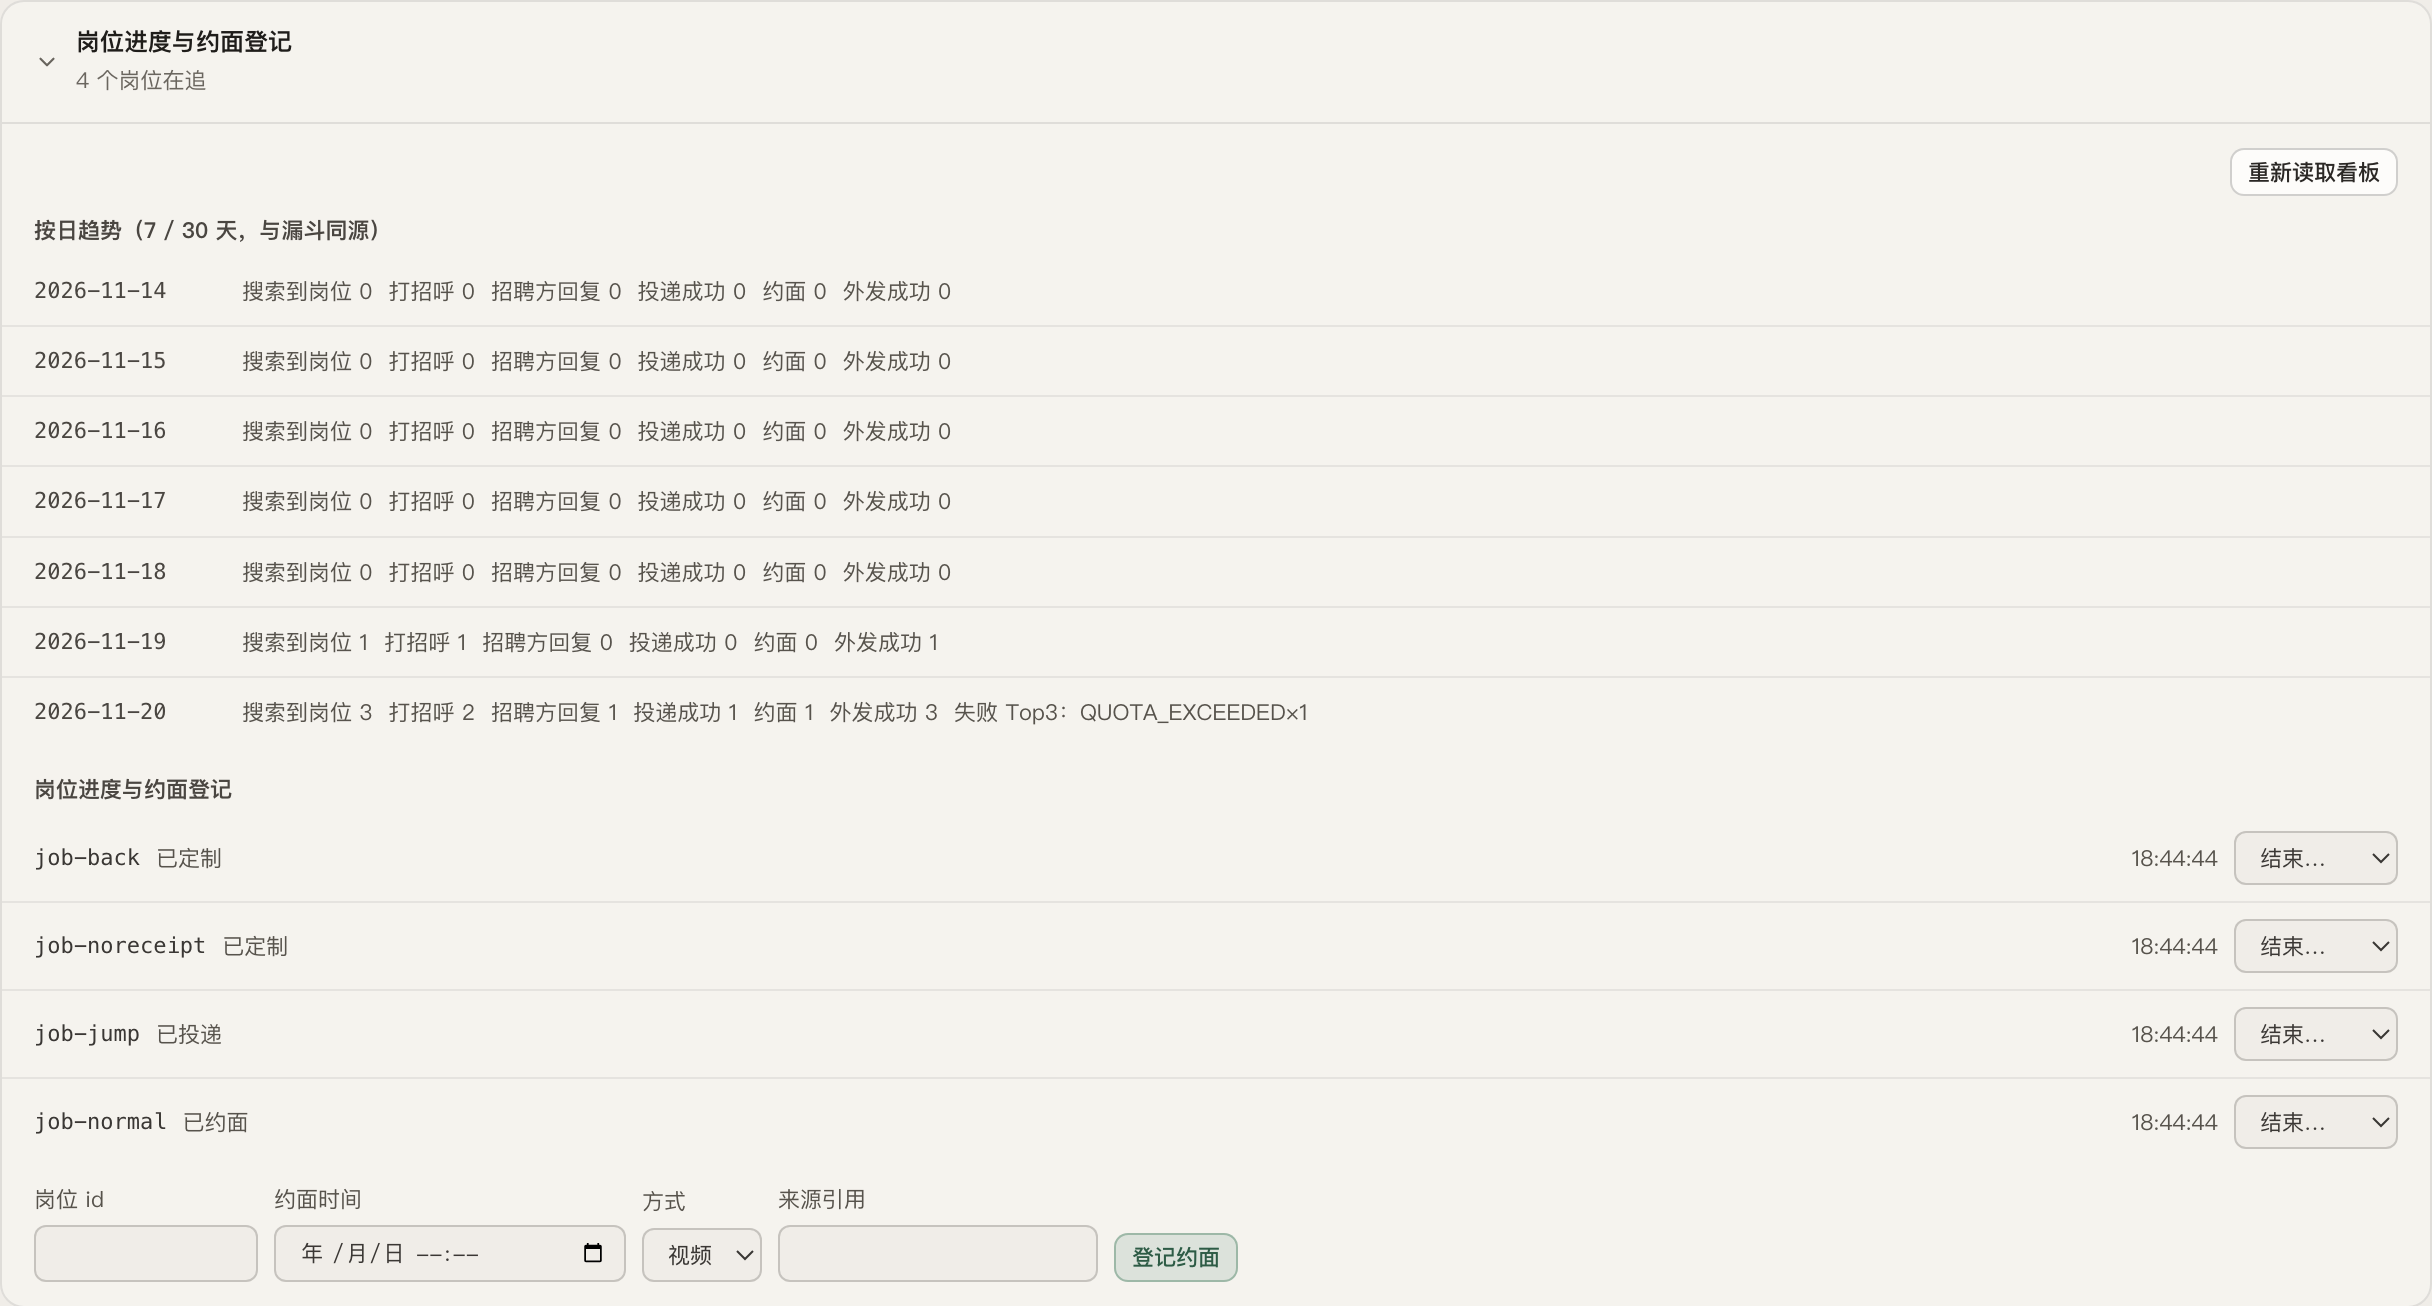 岗位进度与约面登记
4 个岗位在追
重新读取看板
按日趋势（7 / 30 天，与漏斗同源）
2026-11-14 搜索到岗位 0 打招呼 0 招聘方回复 0 投递成功 0 约面 0 外发成功 0
2026-11-15 搜索到岗位 0 打招呼 0 招聘方回复 0 投递成功 0 约面 0 外发成功 0
2026-11-16 搜索到岗位 0 打招呼 0 招聘方回复 0 投递成功 0 约面 0 外发成功 0
2026-11-17 搜索到岗位 0 打招呼 0 招聘方回复 0 投递成功 0 约面 0 外发成功 0
2026-11-18 搜索到岗位 0 打招呼 0 招聘方回复 0 投递成功 0 约面 0 外发成功 0
2026-11-19 搜索到岗位 1 打招呼 1 招聘方回复 0 投递成功 0 约面 0 外发成功 1
2026-11-20 搜索到岗位 3 打招呼 2 招聘方回复 1 投递成功 1 约面 1 外发成功 3 失败 Top3：QUOTA_EXCEEDED×1
岗位进度与约面登记
job-back 已定制 18:44:44 结束...
job-noreceipt 已定制 18:44:44 结束...
job-jump 已投递 18:44:44 结束...
job-normal 已约面 18:44:44 结束...
岗位 id 约面时间 方式 来源引用
年 /月/日 --:-- 视频 登记约面